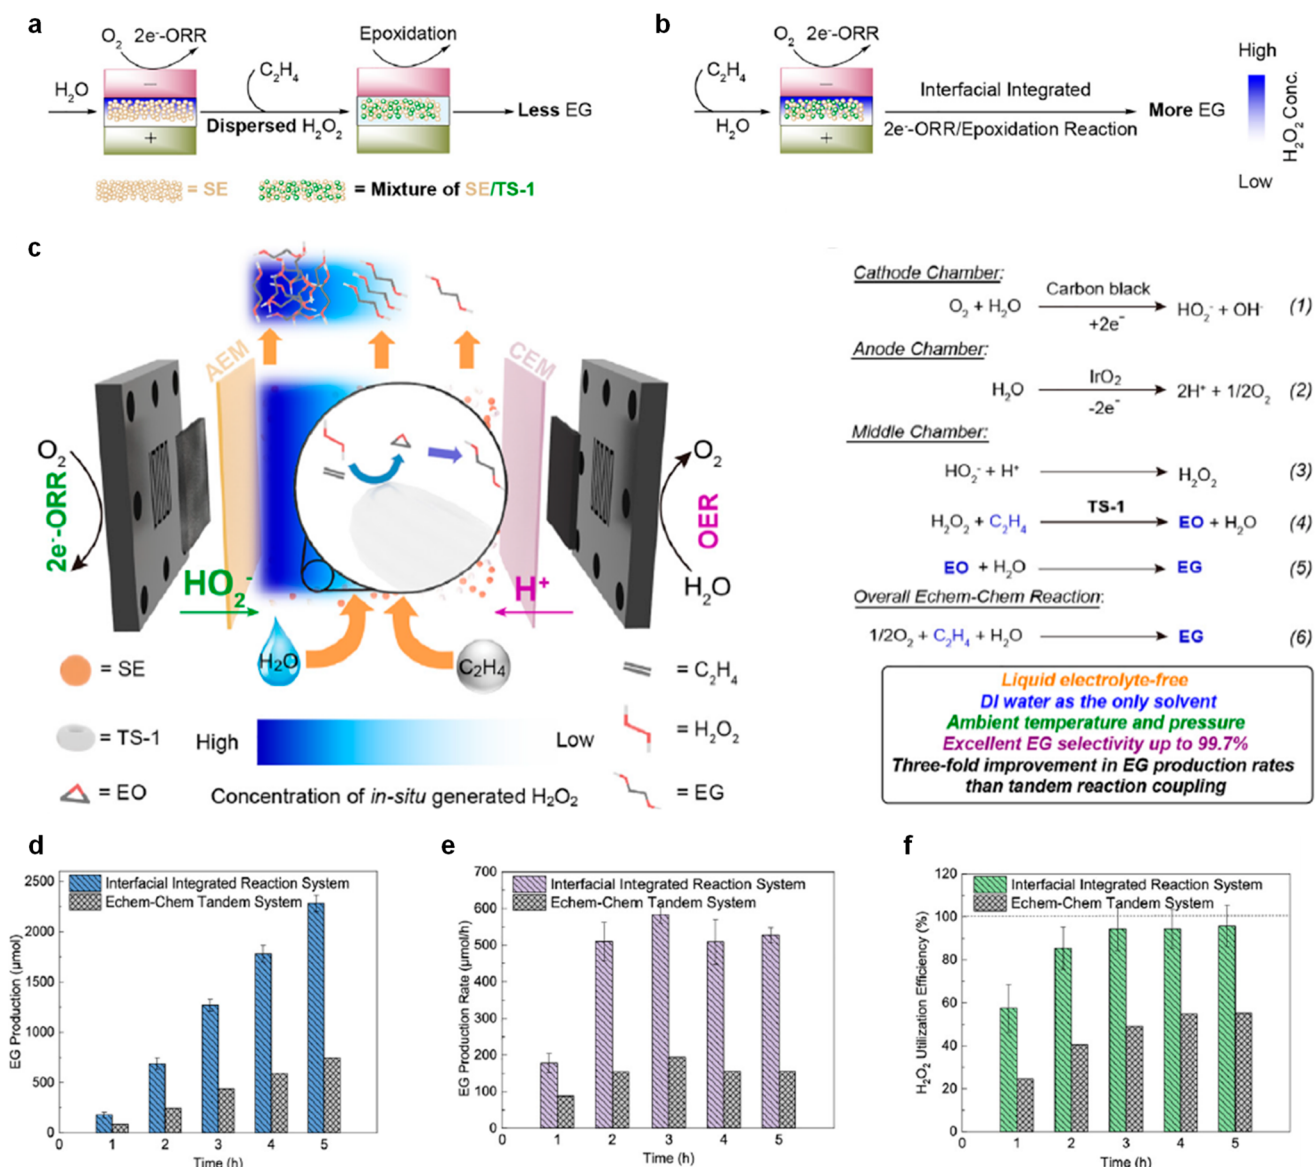 a
O₂ 2e⁻-ORR
Epoxidation
H₂O
C₂H₄
−
+
Dispersed H₂O₂
Less EG
= SE
= Mixture of SE/TS-1
b
O₂ 2e⁻-ORR
C₂H₄
H₂O
−
+
Interfacial Integrated
2e⁻-ORR/Epoxidation Reaction
More EG
High
H₂O₂ Conc.
Low
c
AEM
CEM
O₂
2e⁻-ORR
HO₂⁻
H⁺
O₂
OER
H₂O
H₂O
C₂H₄
= SE
= TS-1
= EO
High
Low
Concentration of in-situ generated H₂O₂
= C₂H₄
= H₂O₂
= EG
Cathode Chamber:
O₂ + H₂O Carbon black +2e⁻ HO₂⁻ + OH⁻ (1)
Anode Chamber:
H₂O IrO₂ -2e⁻ 2H⁺ + 1/2O₂ (2)
Middle Chamber:
HO₂⁻ + H⁺ H₂O₂ (3)
H₂O₂ + C₂H₄ TS-1 EO + H₂O (4)
EO + H₂O EG (5)
Overall Echem-Chem Reaction:
1/2O₂ + C₂H₄ + H₂O EG (6)
Liquid electrolyte-free
DI water as the only solvent
Ambient temperature and pressure
Excellent EG selectivity up to 99.7%
Three-fold improvement in EG production rates
than tandem reaction coupling
d
EG Production (μmol)
2500
2000
1500
1000
500
0
Interfacial Integrated Reaction System
Echem-Chem Tandem System
0 1 2 3 4 5
Time (h)
e
EG Production Rate (μmol/h)
700
600
500
400
300
200
100
0
Interfacial Integrated Reaction System
Echem-Chem Tandem System
0 1 2 3 4 5
Time (h)
f
H₂O₂ Utilization Efficiency (%)
120
100
80
60
40
20
0
Interfacial Integrated Reaction System
Echem-Chem Tandem System
0 1 2 3 4 5
Time (h)